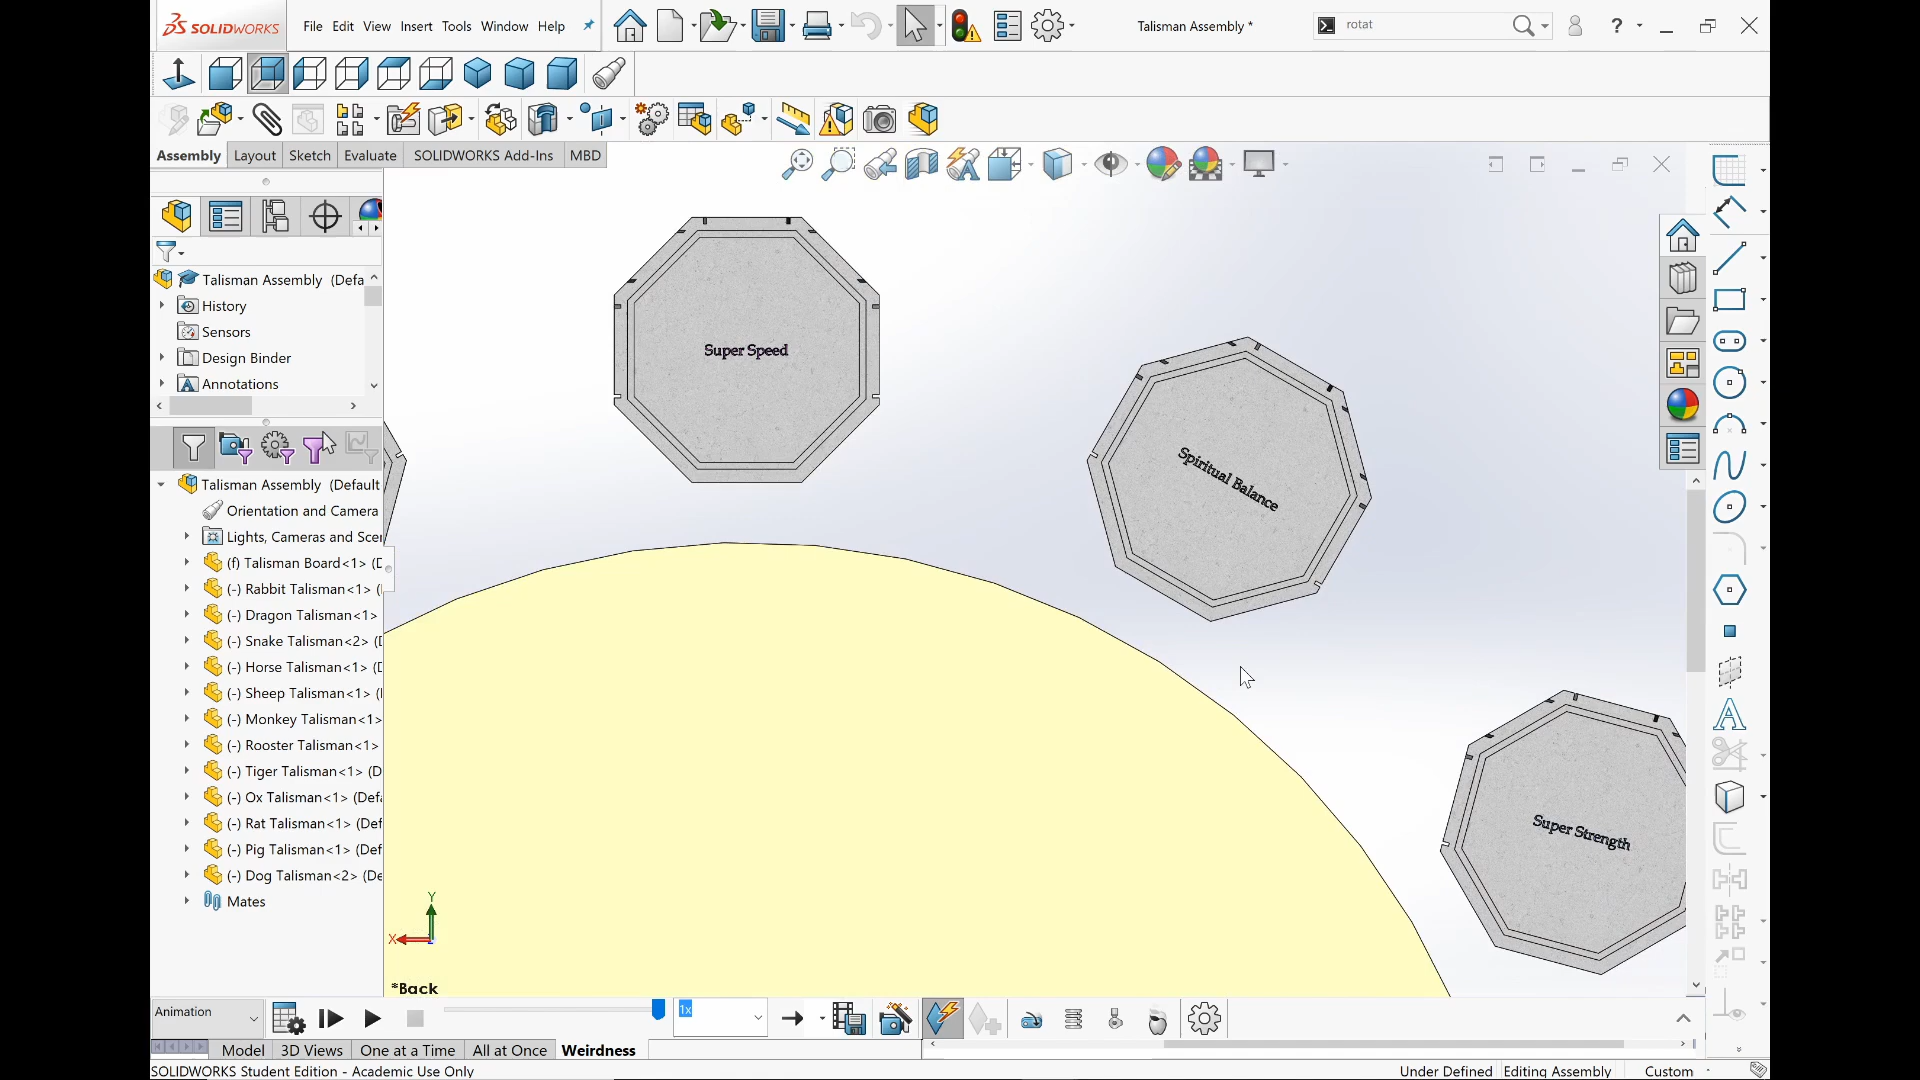 SOLIDWORKS
File Edit View Insert Tools Window Help
Talisman Assembly *
rotat
?
Assembly Layout Sketch Evaluate SOLIDWORKS Add-Ins MBD
Talisman Assembly (Defa
History
Sensors
Design Binder
Annotations
Talisman Assembly (Default
Orientation and Camera
Lights, Cameras and Scen
(f) Talisman Board<1> (D
(-) Rabbit Talisman<1> (
(-) Dragon Talisman<1>
(-) Snake Talisman<2> (D
(-) Horse Talisman<1> (D
(-) Sheep Talisman<1> (
(-) Monkey Talisman<1>
(-) Rooster Talisman<1>
(-) Tiger Talisman<1> (D
(-) Ox Talisman<1> (Defa
(-) Rat Talisman<1> (Def
(-) Pig Talisman<1> (Def
(-) Dog Talisman<2> (De
Mates
Super Speed
Spiritual Balance
Super Strength
Y
X
*Back
Animation
1x
Model 3D Views One at a Time All at Once Weirdness
SOLIDWORKS Student Edition - Academic Use Only
Under Defined Editing Assembly Custom